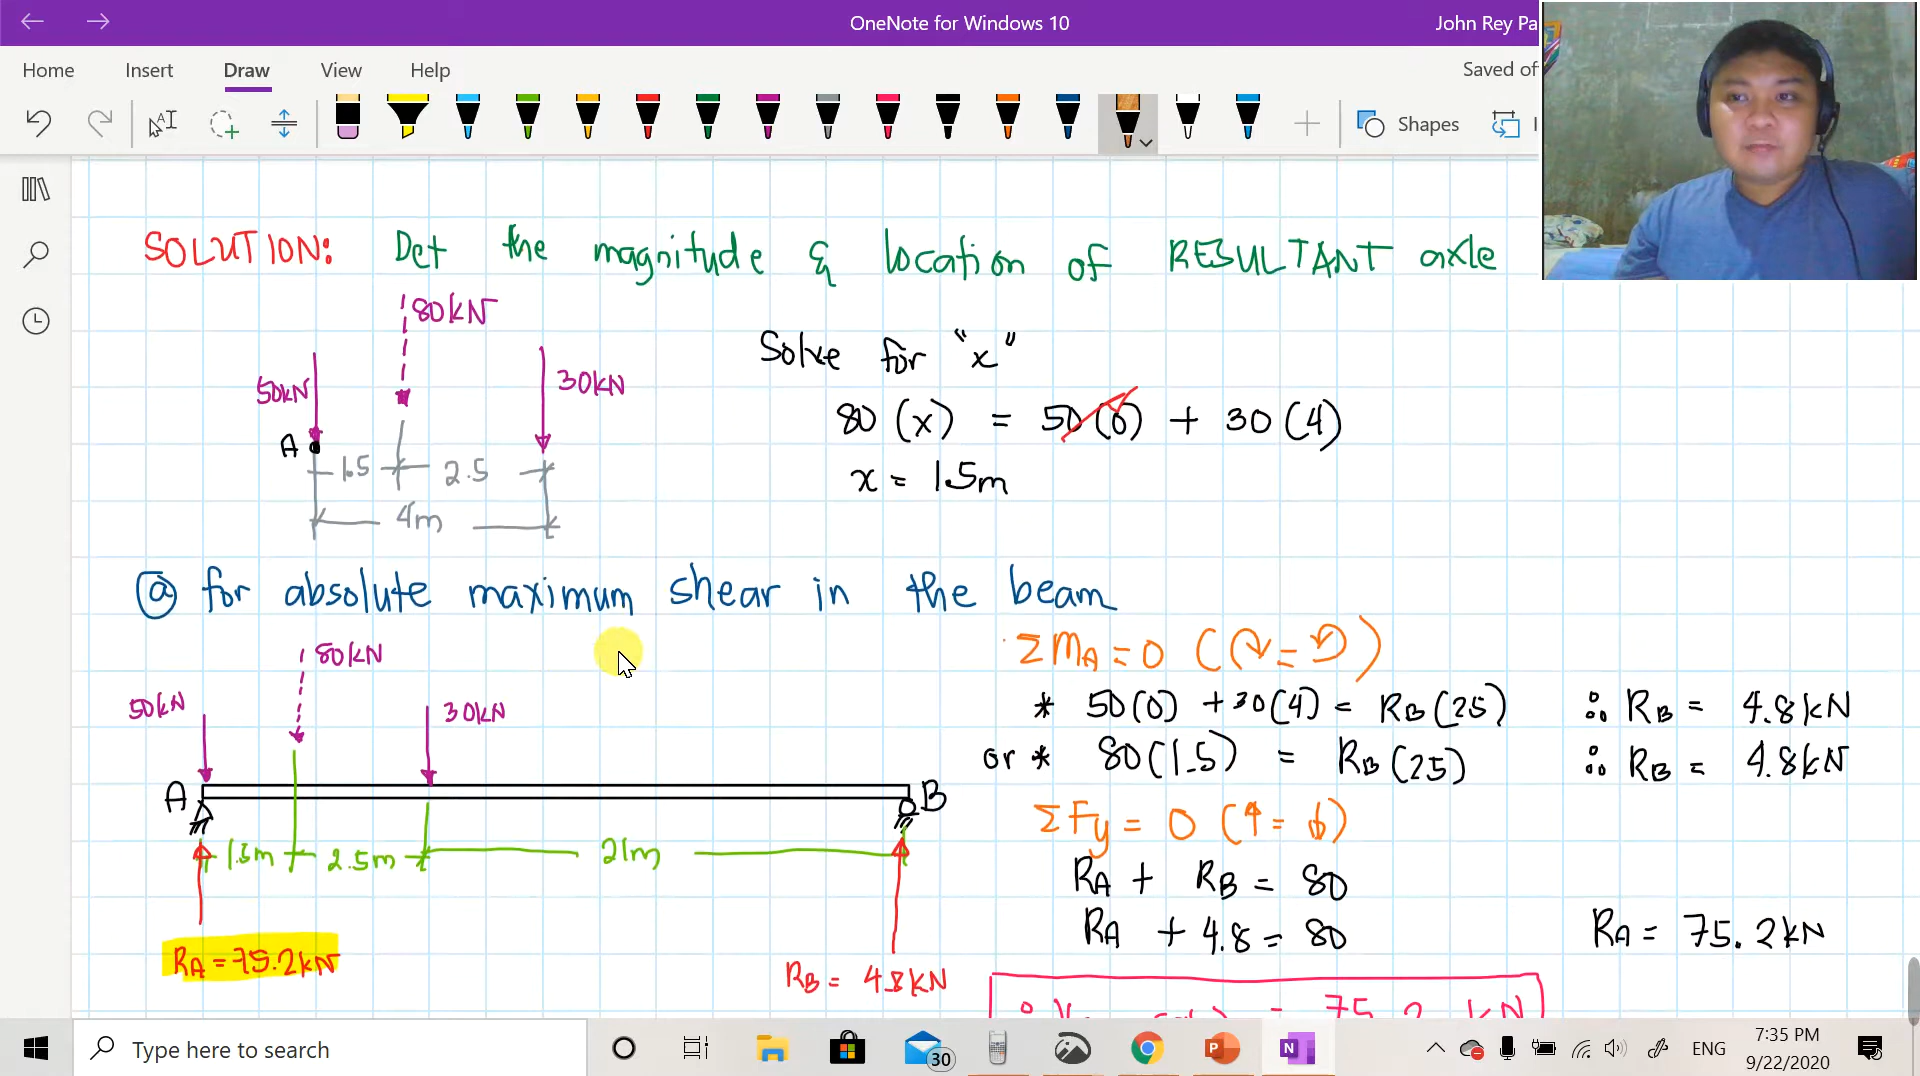 OneNote for Windows 10
John Rey Pa
Home Insert Draw View Help
Saved of
Shapes
SOLUTION: Det the magnitude & location of RESULTANT axle
80kN
50kN
30kN
A
1.5 2.5
4m
Solve for "x"
80 (x) = 50(0) + 30(4)
x = 1.5m
ⓐ for absolute maximum shear in the beam
80kN
50kN
30kN
A
B
1.5m 2.5m 21m
RA = 75.2kN
RB = 4.8kN
ΣMA = 0 (↷ = ↶)
* 50(0) + 30(4) = RB(25) ∴ RB = 4.8kN
or * 80(1.5) = RB(25) ∴ RB = 4.8kN
ΣFy = 0 (↑ = ↓)
RA + RB = 80
RA + 4.8 = 80 RA = 75.2kN
= 75.2 kN
Type here to search
30
ENG
7:35 PM
9/22/2020